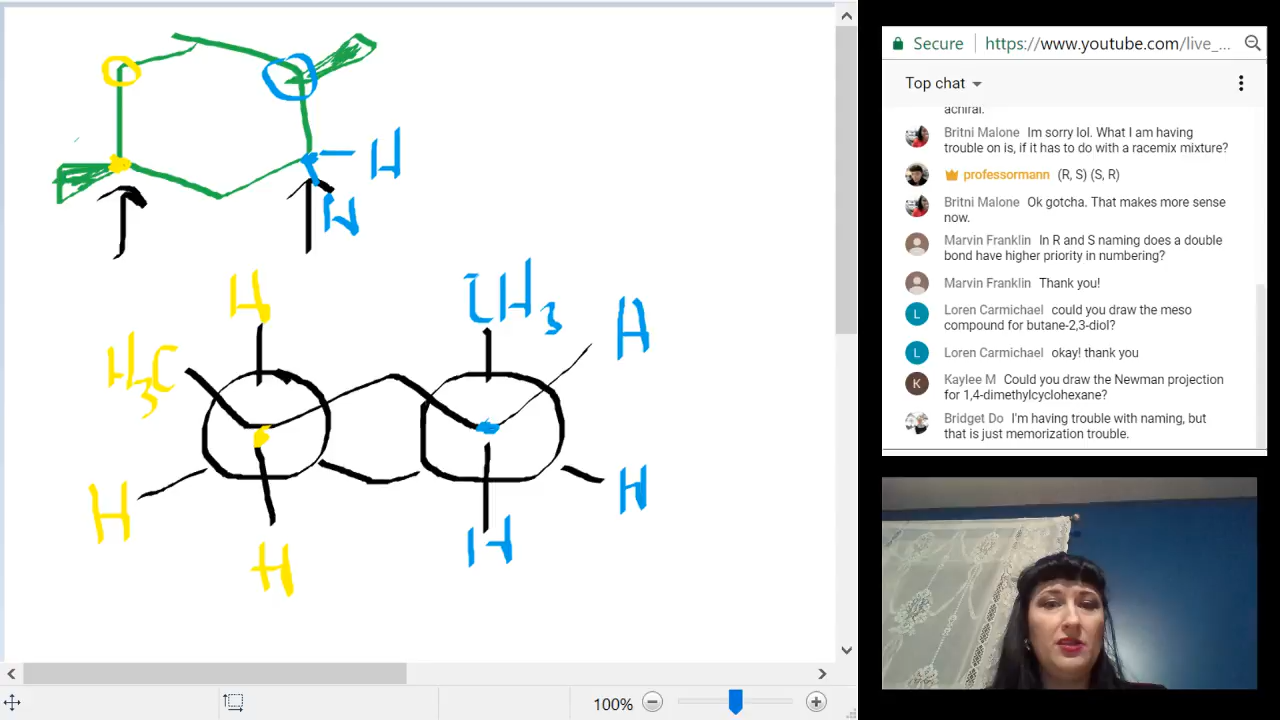 H
H
H
CH3
H
H3C
H
H
H
H
100%
Secure
https://www.youtube.com/live_...
Top chat
achiral.
Britni Malone Im sorry lol. What I am having
trouble on is, if it has to do with a racemix mixture?
professormann (R, S) (S, R)
Britni Malone Ok gotcha. That makes more sense
now.
Marvin Franklin In R and S naming does a double
bond have higher priority in numbering?
Marvin Franklin Thank you!
L
Loren Carmichael could you draw the meso
compound for butane-2,3-diol?
L
Loren Carmichael okay! thank you
K
Kaylee M Could you draw the Newman projection
for 1,4-dimethylcyclohexane?
Bridget Do I'm having trouble with naming, but
that is just memorization trouble.